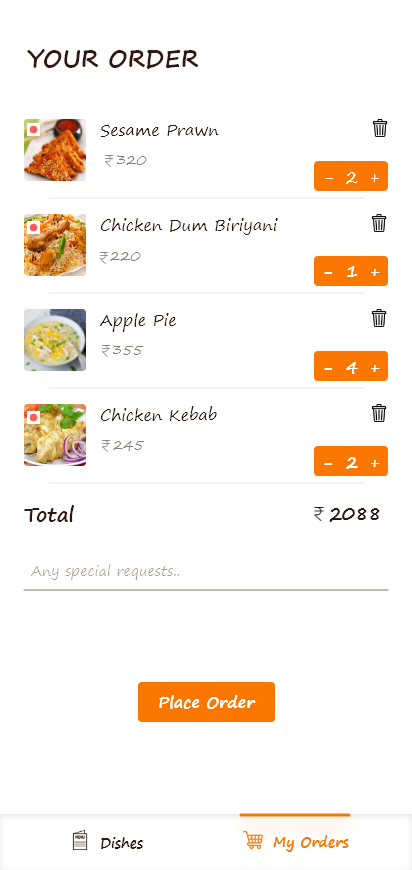 YOUR ORDER
Sesame Prawn
₹320
- 2 +
Chicken Dum Biriyani
₹220
- 1 +
Apple Pie
₹355
- 4 +
Chicken Kebab
₹245
- 2 +
Total ₹ 2088
Any special requests..
Place Order
MENU
Dishes My Orders